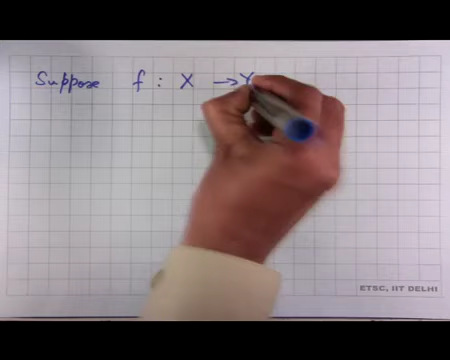 Suppose f : X → Y
ETSC, IIT DELHI